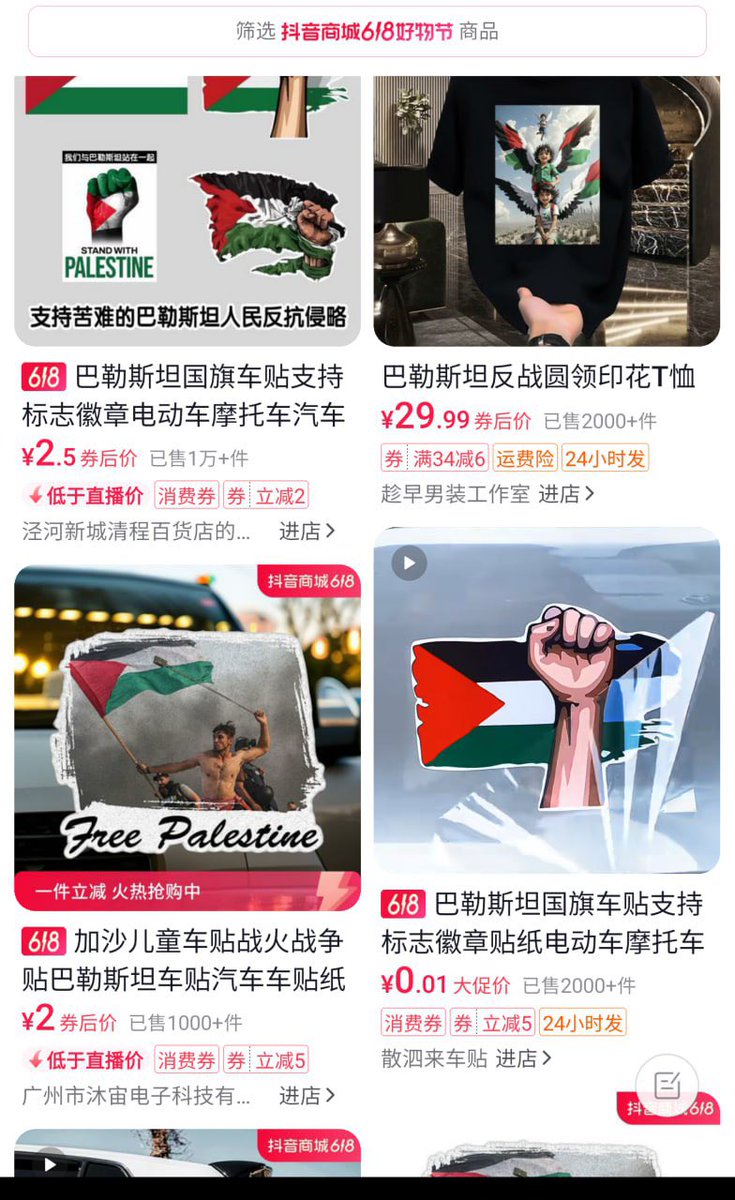 筛选 抖音商城618好物节 商品
我们与巴勒斯坦站在一起
STAND WITH
PALESTINE
支持苦难的巴勒斯坦人民反抗侵略
618 巴勒斯坦国旗车贴支持
标志徽章电动车摩托车汽车
¥2.5 券后价 已售1万+件
低于直播价 消费券 券 立减2
泾河新城清程百货店的... 进店
抖音商城618
Free Palestine
一件立减 火热抢购中
618 加沙儿童车贴战火战争
贴巴勒斯坦车贴汽车车贴纸
¥2 券后价 已售1000+件
低于直播价 消费券 券 立减5
广州市沐宙电子科技有... 进店
抖音商城618
巴勒斯坦反战圆领印花T恤
¥29.99 券后价 已售2000+件
券 满34减6 运费险 24小时发
趁早男装工作室 进店
618 巴勒斯坦国旗车贴支持
标志徽章贴纸电动车摩托车
¥0.01 大促价 已售2000+件
消费券 券 立减5 24小时发
散泗来车贴 进店
抖音商城618